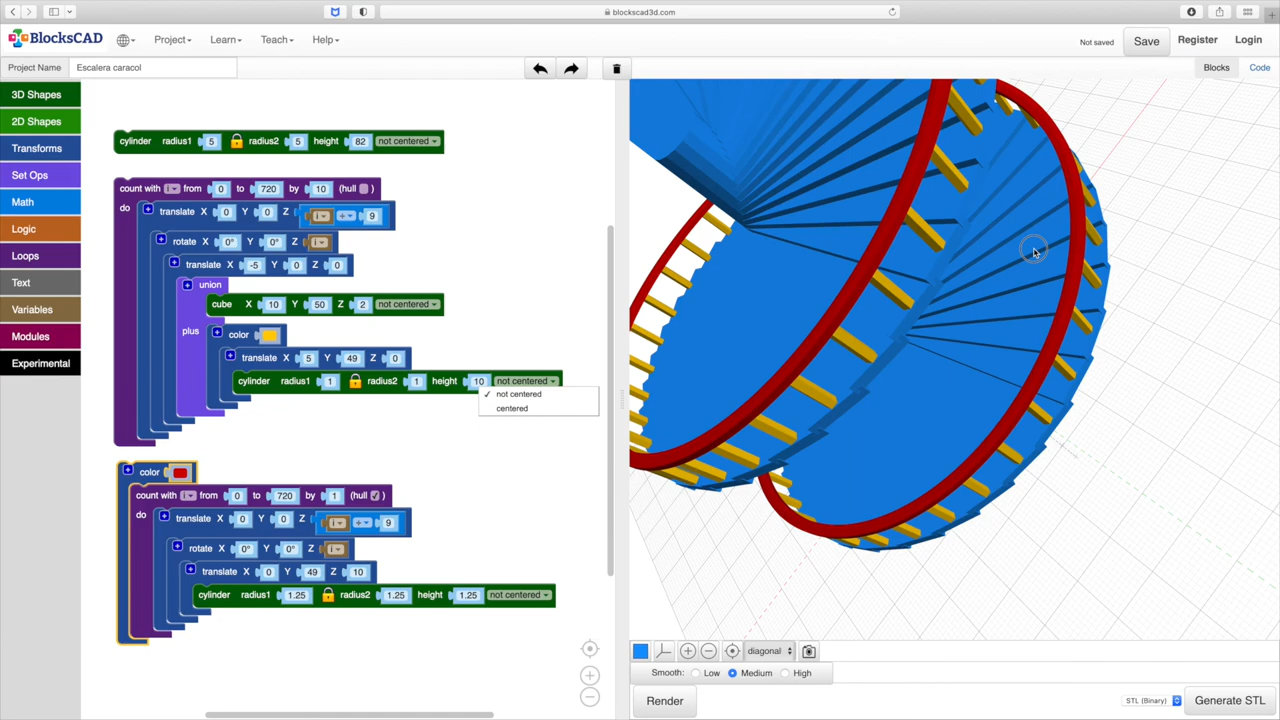 blockscad3d.com
BlocksCAD
Project
Learn
Teach
Help
Not saved
Save
Register
Login
Project Name
Escalera caracol
Blocks
Code
3D Shapes
2D Shapes
Transforms
Set Ops
Math
Logic
Loops
Text
Variables
Modules
Experimental
cylinder radius1 5 radius2 5 height 82 not centered
count with i from 0 to 720 by 10 (hull )
do translate X 0 Y 0 Z i ÷ 9
rotate X 0° Y 0° Z i
translate X -5 Y 0 Z 0
union
cube X 10 Y 50 Z 2 not centered
plus color
translate X 5 Y 49 Z 0
cylinder radius1 1 radius2 1 height 10 not centered
✓ not centered
centered
color
count with i from 0 to 720 by 1 (hull ✓)
do translate X 0 Y 0 Z i ÷ 9
rotate X 0° Y 0° Z i
translate X 0 Y 49 Z 10
cylinder radius1 1.25 radius2 1.25 height 1.25 not centered
diagonal
Smooth: Low Medium High
Render
STL (Binary)
Generate STL